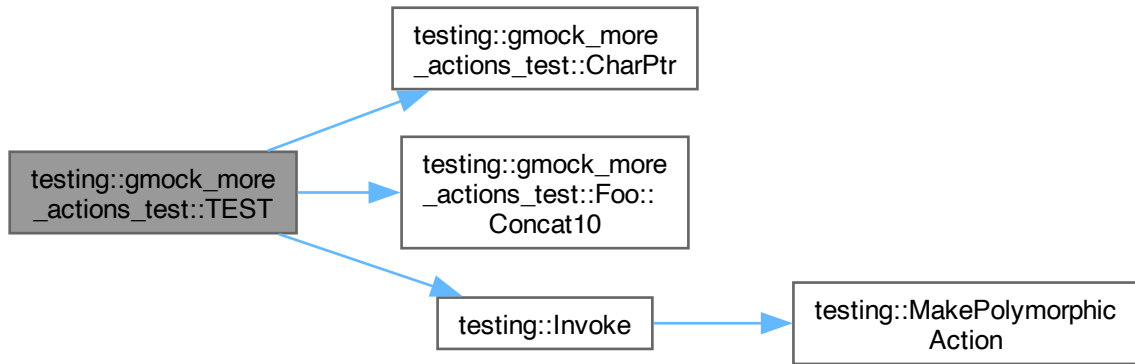 testing::gmock_more
_actions_test::CharPtr
testing::gmock_more
_actions_test::TEST
testing::gmock_more
_actions_test::Foo::
Concat10
testing::Invoke
testing::MakePolymorphic
Action